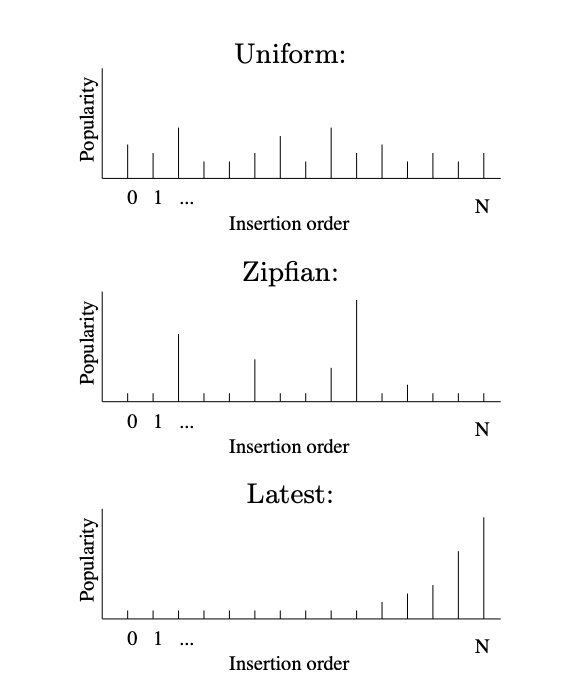 Uniform:
Popularity
0 1 ...
N
Insertion order
Zipfian:
Popularity
0 1 ...
N
Insertion order
Latest:
Popularity
0 1 ...
N
Insertion order